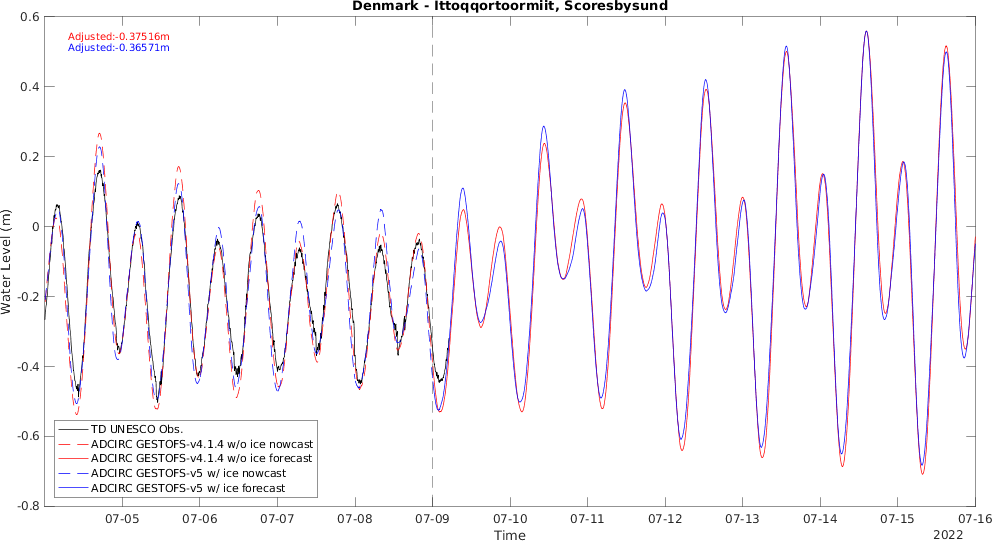 Denmark - Ittoqqortoormiit, Scoresbysund
Adjusted:-0.37516m
Adjusted:-0.36571m
0.6
0.4
0.2
0
-0.2
-0.4
-0.6
-0.8
Water Level (m)
TD UNESCO Obs.
ADCIRC GESTOFS-v4.1.4 w/o ice nowcast
ADCIRC GESTOFS-v4.1.4 w/o ice forecast
ADCIRC GESTOFS-v5 w/ ice nowcast
ADCIRC GESTOFS-v5 w/ ice forecast
07-05 07-06 07-07 07-08 07-09 07-10 07-11 07-12 07-13 07-14 07-15 07-16
Time
2022